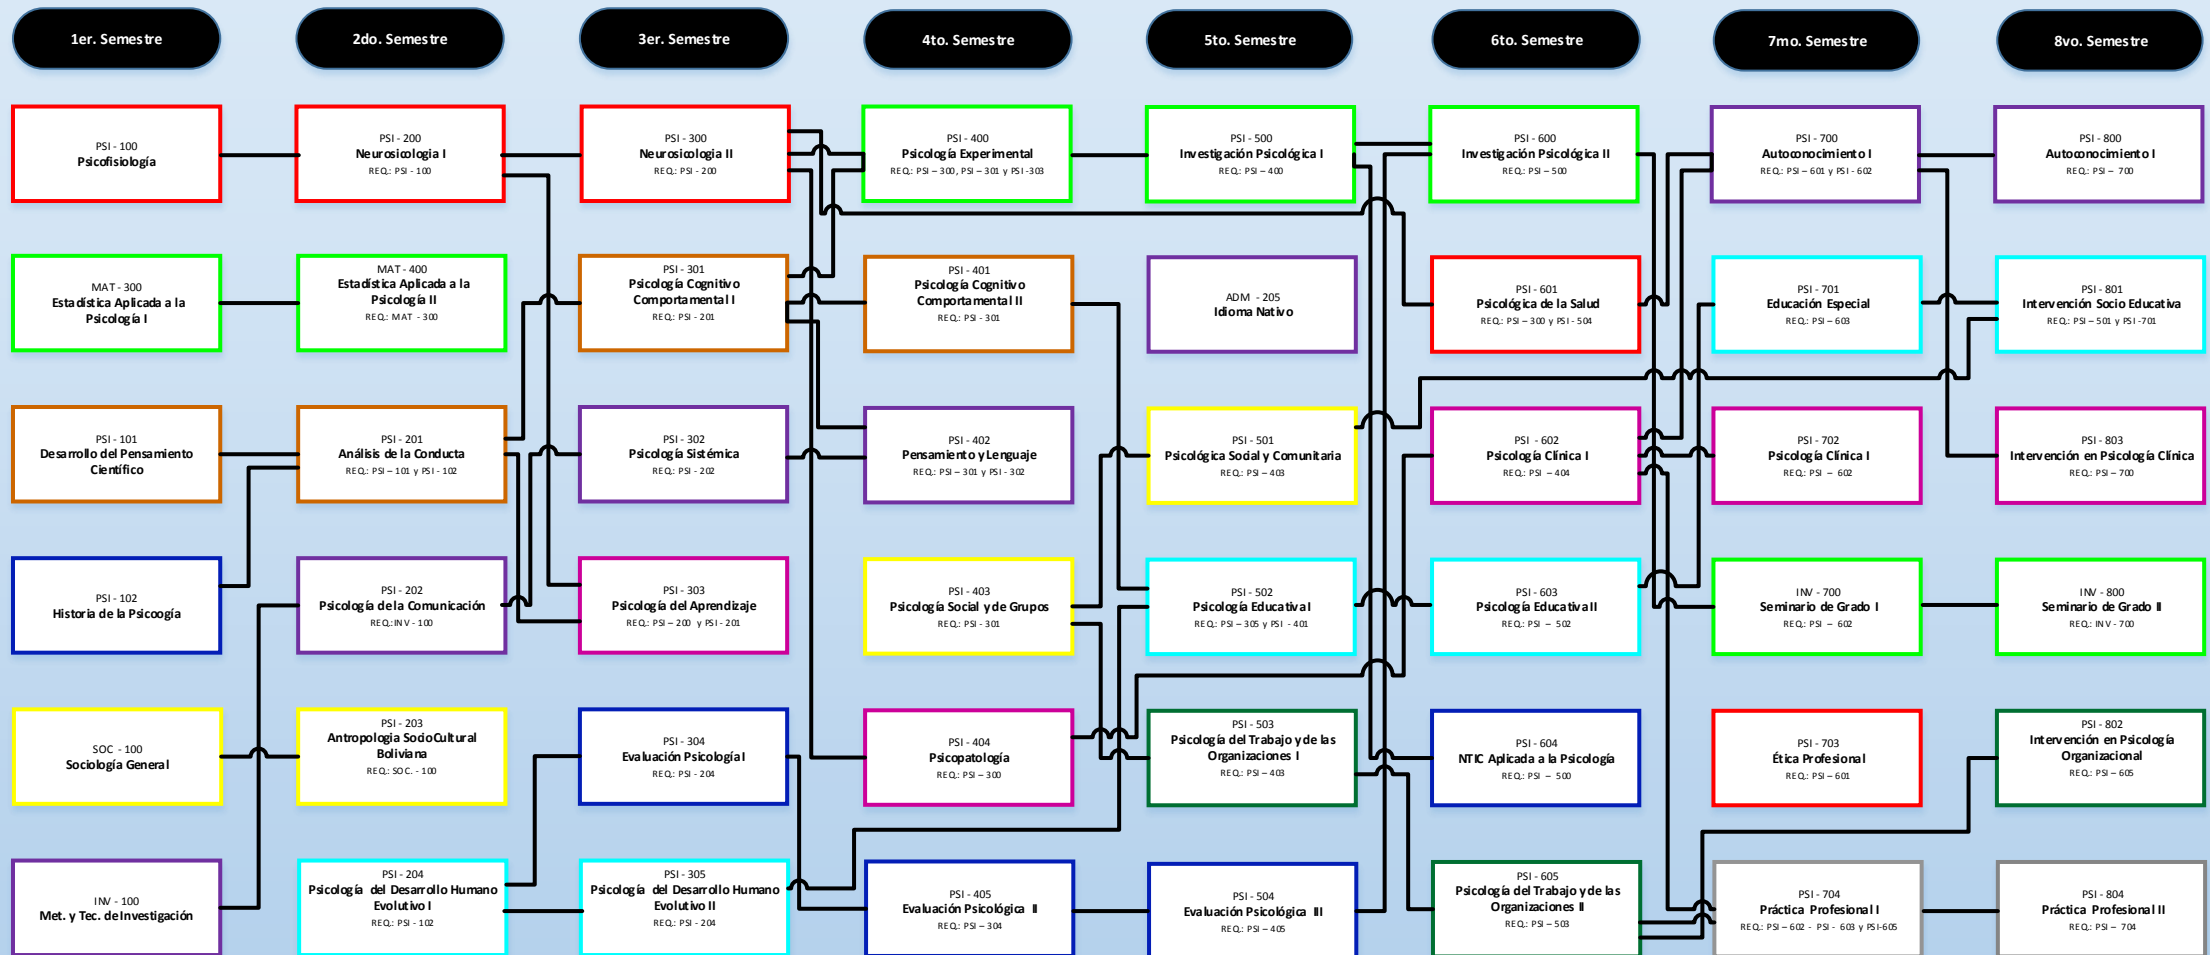 1er. Semestre
2do. Semestre
3er. Semestre
4to. Semestre
5to. Semestre
6to. Semestre
7mo. Semestre
8vo. Semestre
PSI - 100
Psicofisiología
PSI - 200
Neurosicologia I
REQ.: PSI - 100
PSI - 300
Neurosicologia II
REQ.: PSI - 200
PSI - 400
Psicología Experimental
REQ.: PSI – 300, PSI – 301 y PSI -303
PSI - 500
Investigación Psicológica I
REQ.: PSI – 400
PSI - 600
Investigación Psicológica II
REQ.: PSI – 500
PSI - 700
Autoconocimiento I
REQ.: PSI – 601 y PSI - 602
PSI - 800
Autoconocimiento I
REQ.: PSI – 700
MAT - 300
Estadística Aplicada a la
Psicología I
MAT - 400
Estadística Aplicada a la
Psicología II
REQ.: MAT - 300
PSI - 301
Psicología Cognitivo
Comportamental I
REQ.: PSI - 201
PSI - 401
Psicología Cognitivo
Comportamental II
REQ.: PSI - 301
ADM - 205
Idioma Nativo
PSI - 601
Psicológica de la Salud
REQ.: PSI – 300 y PSI - 504
PSI - 701
Educación Especial
REQ.: PSI – 603
PSI - 801
Intervención Socio Educativa
REQ.: PSI – 501 y PSI -701
PSI - 101
Desarrollo del Pensamiento
Científico
PSI - 201
Análisis de la Conducta
REQ.: PSI – 101 y PSI - 102
PSI - 302
Psicología Sistémica
REQ.: PSI - 202
PSI - 402
Pensamiento y Lenguaje
REQ.: PSI – 301 y PSI - 302
PSI - 501
Psicológica Social y Comunitaria
REQ.: PSI – 403
PSI - 602
Psicología Clínica I
REQ.: PSI – 404
PSI - 702
Psicología Clínica I
REQ.: PSI – 602
PSI - 803
Intervención en Psicología Clínica
REQ.: PSI – 700
PSI - 102
Historia de la Psicoogía
PSI - 202
Psicología de la Comunicación
REQ.:INV - 100
PSI - 303
Psicología del Aprendizaje
REQ.: PSI – 200 y PSI - 201
PSI - 403
Psicología Social y de Grupos
REQ.: PSI - 301
PSI - 502
Psicología Educativa I
REQ.: PSI – 305 y PSI - 401
PSI - 603
Psicología Educativa II
REQ.: PSI – 502
INV - 700
Seminario de Grado I
REQ.: PSI – 602
INV - 800
Seminario de Grado II
REQ.: INV - 700
SOC - 100
Sociología General
PSI - 203
Antropologia SocioCultural
Boliviana
REQ.: SOC. - 100
PSI - 304
Evaluación Psicología I
REQ.: PSI - 204
PSI - 404
Psicopatología
REQ.: PSI – 300
PSI - 503
Psicología del Trabajo y de las
Organizaciones I
REQ.: PSI – 403
PSI - 604
NTIC Aplicada a la Psicología
REQ.: PSI – 500
PSI - 703
Ética Profesional
REQ.: PSI – 601
PSI - 802
Intervención en Psicología
Organizacional
REQ.: PSI – 605
INV - 100
Met. y Tec. de Investigación
PSI - 204
Psicología del Desarrollo Humano
Evolutivo I
REQ.: PSI - 102
PSI - 305
Psicología del Desarrollo Humano
Evolutivo II
REQ.: PSI - 204
PSI - 405
Evaluación Psicológica II
REQ.: PSI – 304
PSI - 504
Evaluación Psicológica III
REQ.: PSI – 405
PSI - 605
Psicología del Trabajo y de las
Organizaciones II
REQ.: PSI – 503
PSI - 704
Práctica Profesional I
REQ.: PSI – 602 - PSI - 603 y PSI-605
PSI - 804
Práctica Profesional II
REQ.: PSI – 704